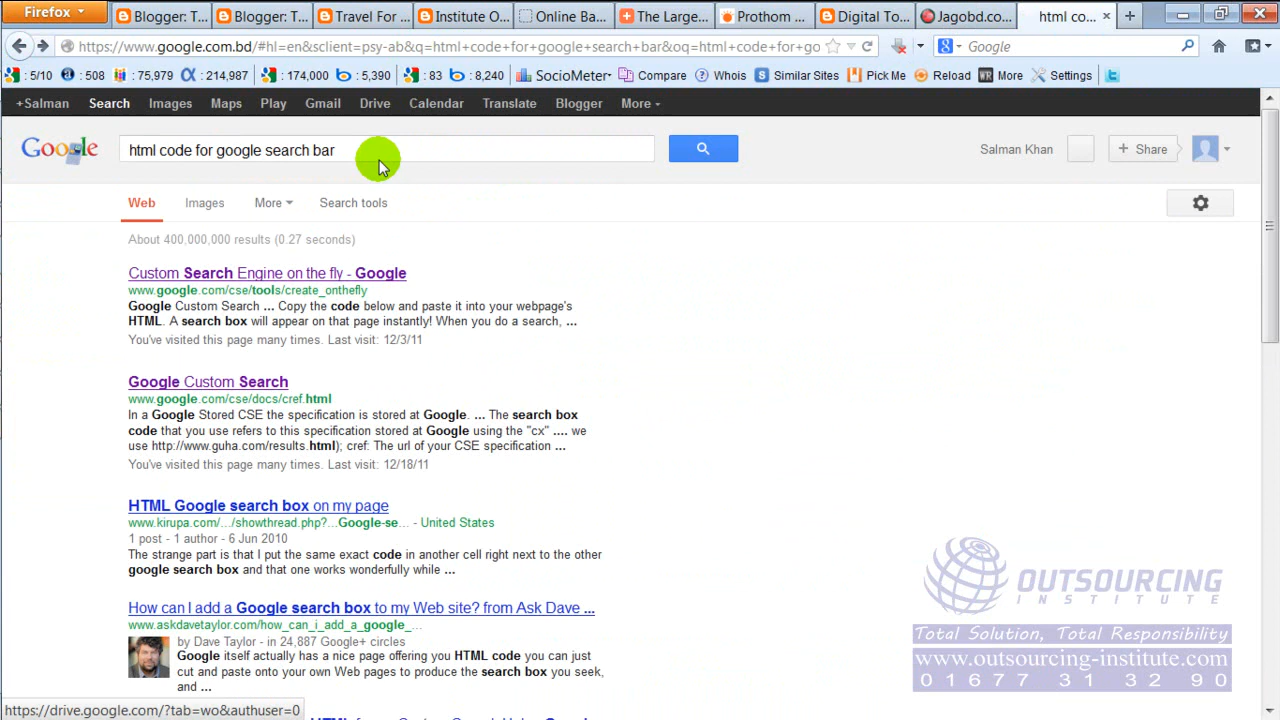 Firefox
Blogger: T...
Blogger: T...
Travel For ...
Institute O...
Online Ba...
The Large...
Prothom ...
Digital To...
Jagobd.co...
html co...
https://www.google.com.bd/#hl=en&sclient=psy-ab&q=html+code+for+google+search+bar&oq=html+code+for+go
Google
:5/10
:508
:75,979
:214,987
:174,000
:5,390
:83
:8,240
SocioMeter
Compare
Whois
Similar Sites
Pick Me
Reload
WR More
Settings
+Salman Search Images Maps Play Gmail Drive Calendar Translate Blogger More
Google
html code for google search bar
Salman Khan
+ Share
Web Images More Search tools
About 400,000,000 results (0.27 seconds)
Custom Search Engine on the fly - Google
www.google.com/cse/tools/create_onthefly
Google Custom Search ... Copy the code below and paste it into your webpage's
HTML. A search box will appear on that page instantly! When you do a search, ...
You've visited this page many times. Last visit: 12/3/11
Google Custom Search
www.google.com/cse/docs/cref.html
In a Google Stored CSE the specification is stored at Google. ... The search box
code that you use refers to this specification stored at Google using the "cx" .... we
use http://www.guha.com/results.html); cref: The url of your CSE specification ...
You've visited this page many times. Last visit: 12/18/11
HTML Google search box on my page
www.kirupa.com/.../showthread.php?...Google-se... - United States
1 post - 1 author - 6 Jun 2010
The strange part is that I put the same exact code in another cell right next to the other
google search box and that one works wonderfully while ...
How can I add a Google search box to my Web site? from Ask Dave ...
www.askdavetaylor.com/how_can_i_add_a_google_...
by Dave Taylor - in 24,887 Google+ circles
Google itself actually has a nice page offering you HTML code you can just
cut and paste onto your own Web pages to produce the search box you seek,
and ...
https://drive.google.com/?tab=wo&authuser=0
OUTSOURCING
INSTITUTE
Total Solution, Total Responsibility
www.outsourcing-institute.com
01677 31 32 90